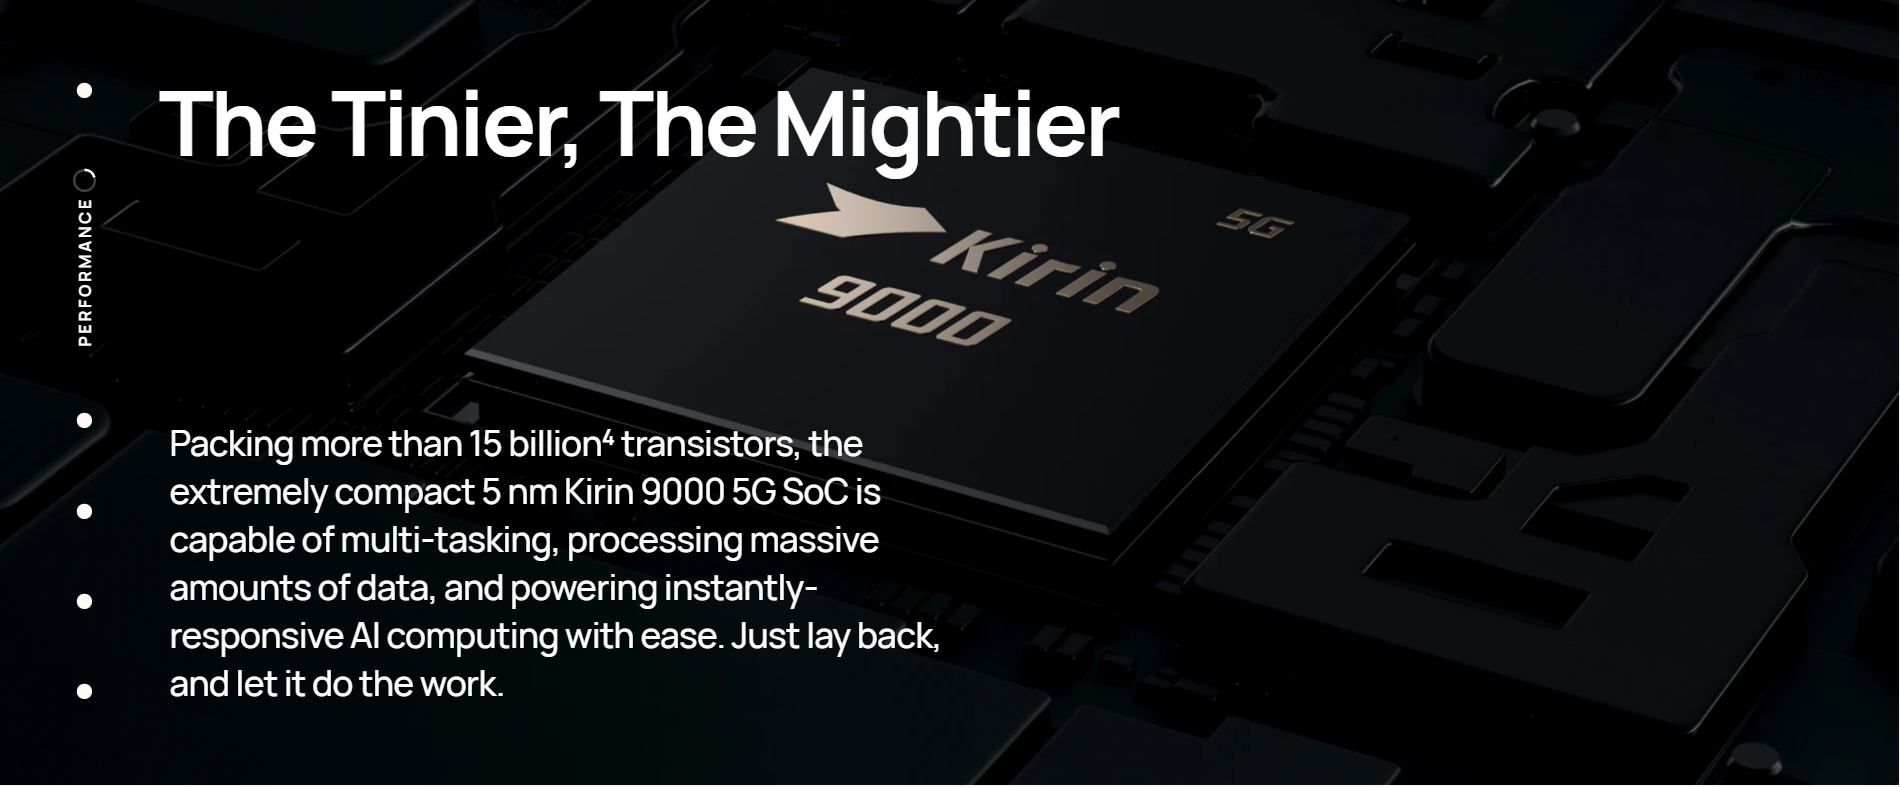 The Tinier, The Mightier
PERFORMANCE
Kirin
9000
5G
Packing more than 15 billion⁴ transistors, the
extremely compact 5 nm Kirin 9000 5G SoC is
capable of multi-tasking, processing massive
amounts of data, and powering instantly-
responsive AI computing with ease. Just lay back,
and let it do the work.